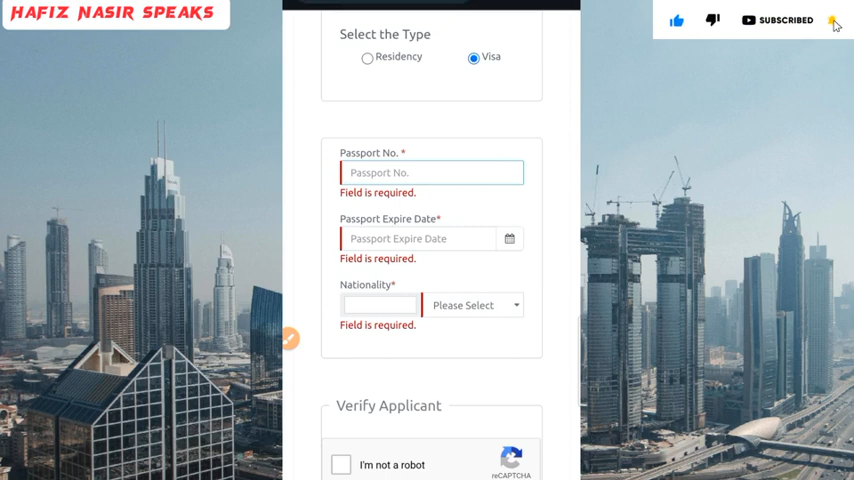 HAFIZ NASIR SPEAKS
SUBSCRIBED
Select the Type
Residency
Visa
Passport No. *
Passport No.
Field is required.
Passport Expire Date*
Passport Expire Date
Field is required.
Nationality*
Please Select
Field is required.
Verify Applicant
I'm not a robot
reCAPTCHA